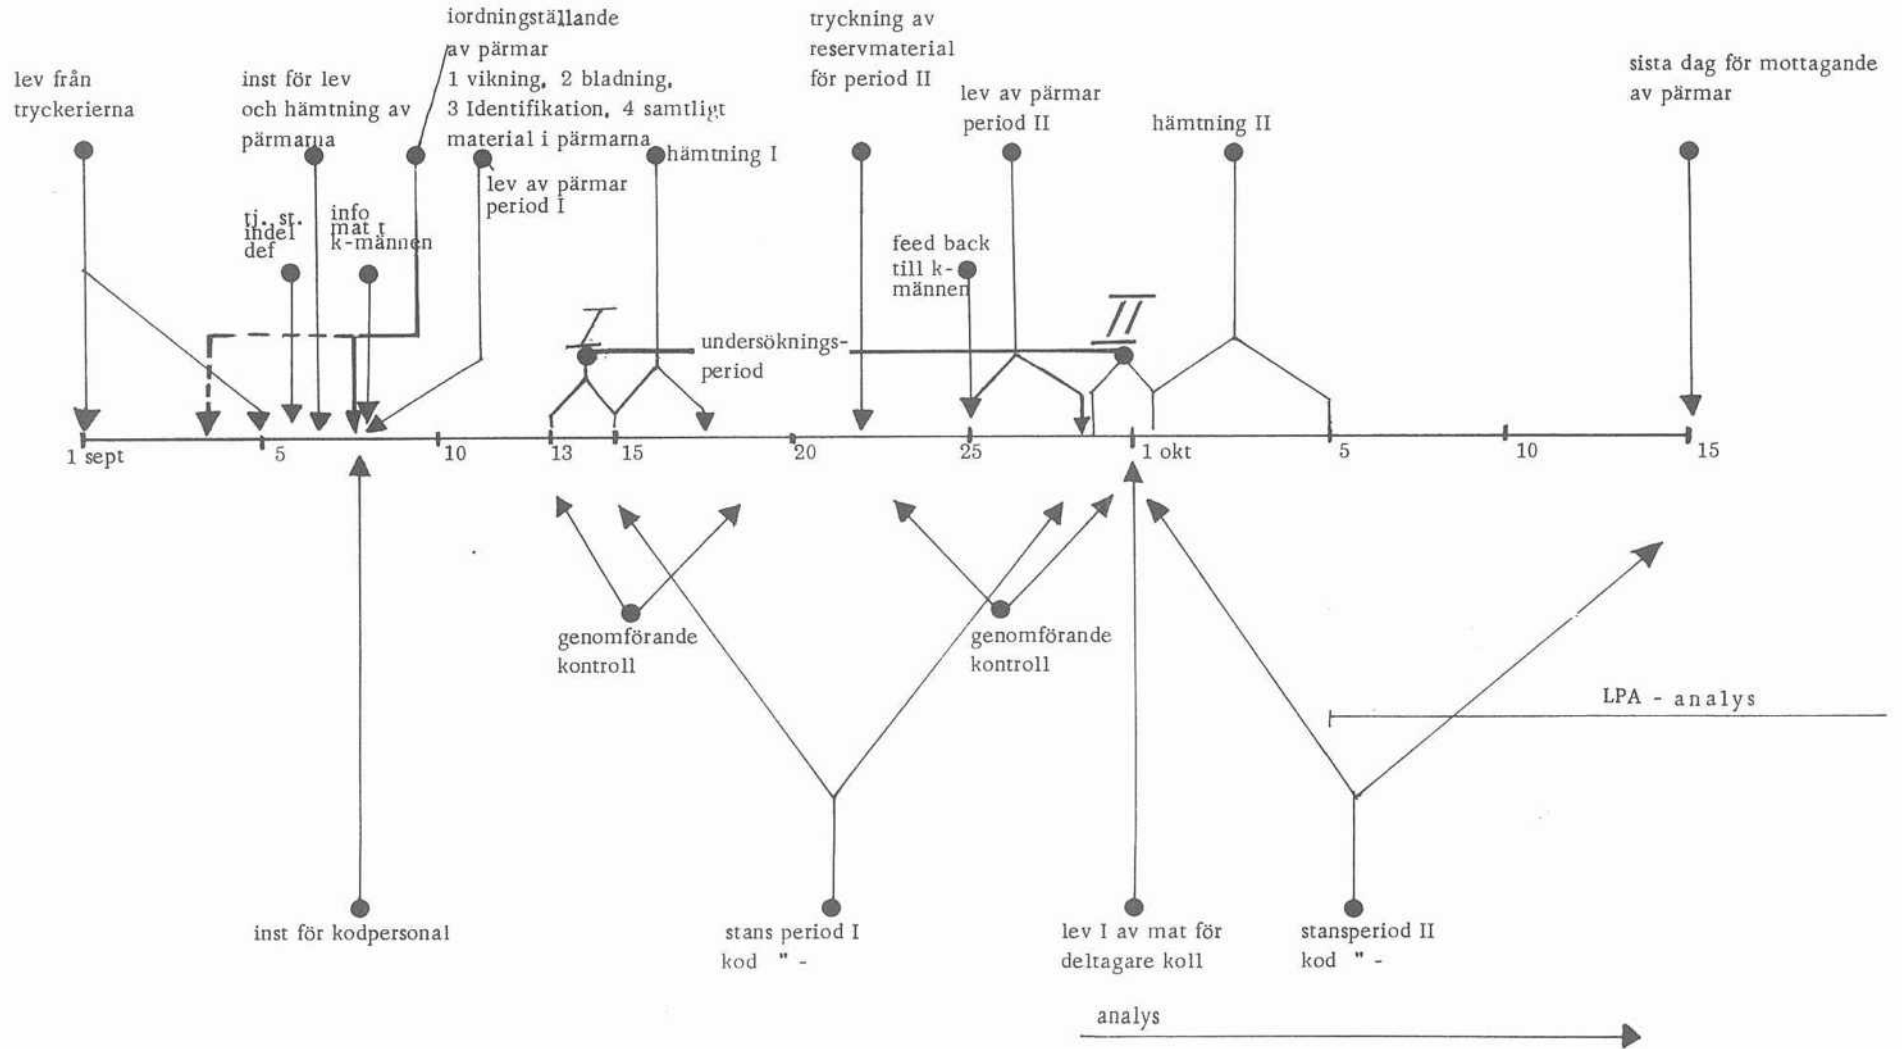 iordningställande
av pärmar
1 vikning, 2 bladning,
3 Identifikation, 4 samtligt
material i pärmarna
tryckning av
reservmaterial
för period II
sista dag för mottagande
av pärmar
lev från
tryckerierna
inst för lev
och hämtning av
pärmarna
lev av pärmar
period II
hämtning II
hämtning I
lev av pärmar
period I
tj. st.
indel
def
info
mat t
k-männen
feed back
till k-
männen
I
II
undersöknings-
period
1 sept
5
10
13
15
20
25
1 okt
5
10
15
genomförande
kontroll
genomförande
kontroll
LPA - analys
inst för kodpersonal
stans period I
kod " -
lev I av mat för
deltagare koll
stansperiod II
kod " -
analys